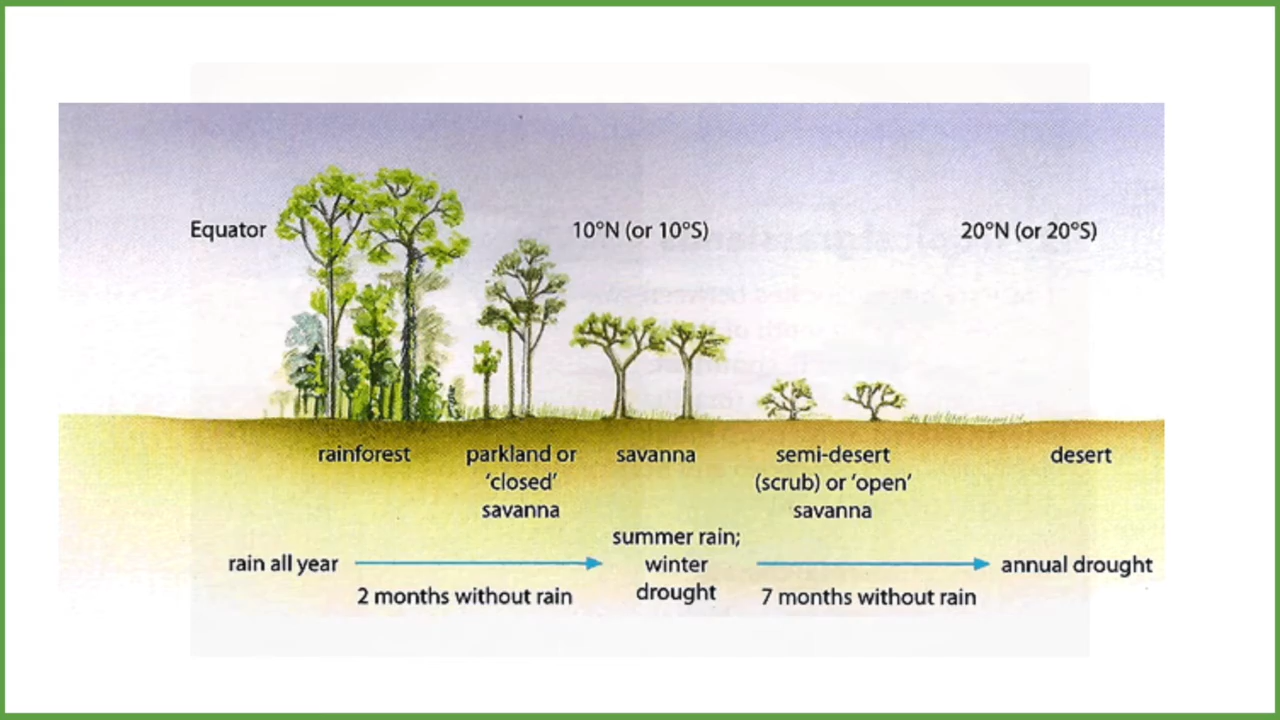 Equator
10°N (or 10°S)
20°N (or 20°S)
rainforest
parkland or
‘closed’
savanna
savanna
semi-desert
(scrub) or ‘open’
savanna
desert
rain all year
2 months without rain
summer rain;
winter
drought
7 months without rain
annual drought